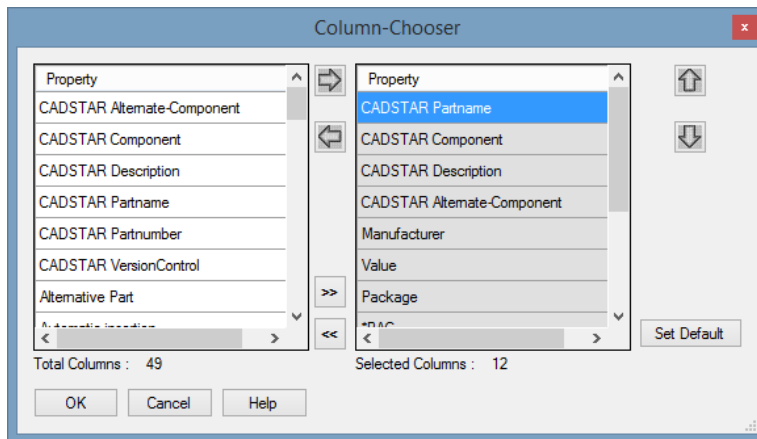 Column-Chooser
x
Property
CADSTAR Alternate-Component
CADSTAR Component
CADSTAR Description
CADSTAR Partname
CADSTAR Partnumber
CADSTAR VersionControl
Alternative Part
Automatic insertion
Total Columns : 49
>>
<<
Property
CADSTAR Partname
CADSTAR Component
CADSTAR Description
CADSTAR Alternate-Component
Manufacturer
Value
Package
Selected Columns : 12
Set Default
OK
Cancel
Help